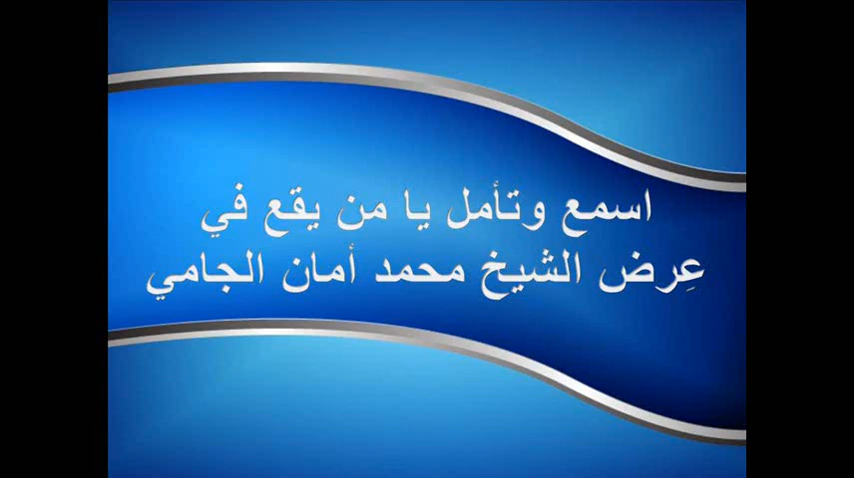 اسمع وتأمل يا من يقع في
عِرض الشيخ محمد أمان الجامي